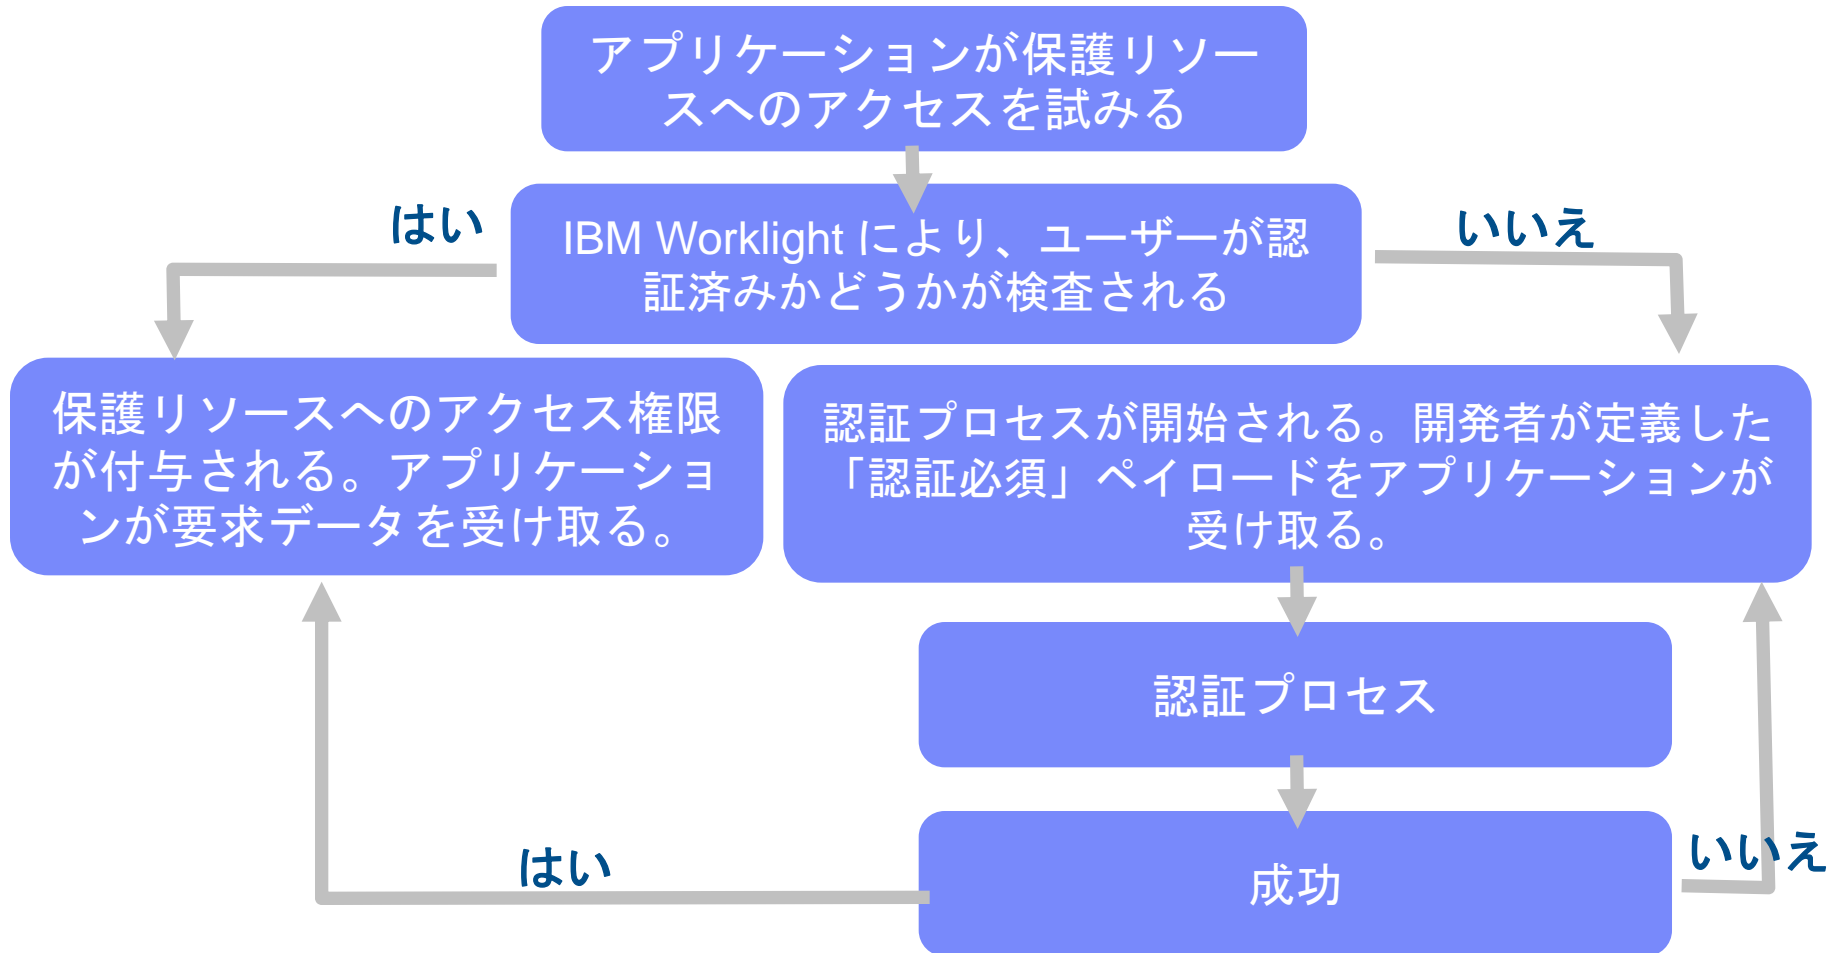 アプリケーションが保護リソー
スへのアクセスを試みる
はい
IBM Worklight により、ユーザーが認
証済みかどうかが検査される
いいえ
保護リソースへのアクセス権限
が付与される。アプリケーショ
ンが要求データを受け取る。
認証プロセスが開始される。開発者が定義した
「認証必須」ペイロードをアプリケーションが
受け取る。
認証プロセス
はい
成功
いいえ